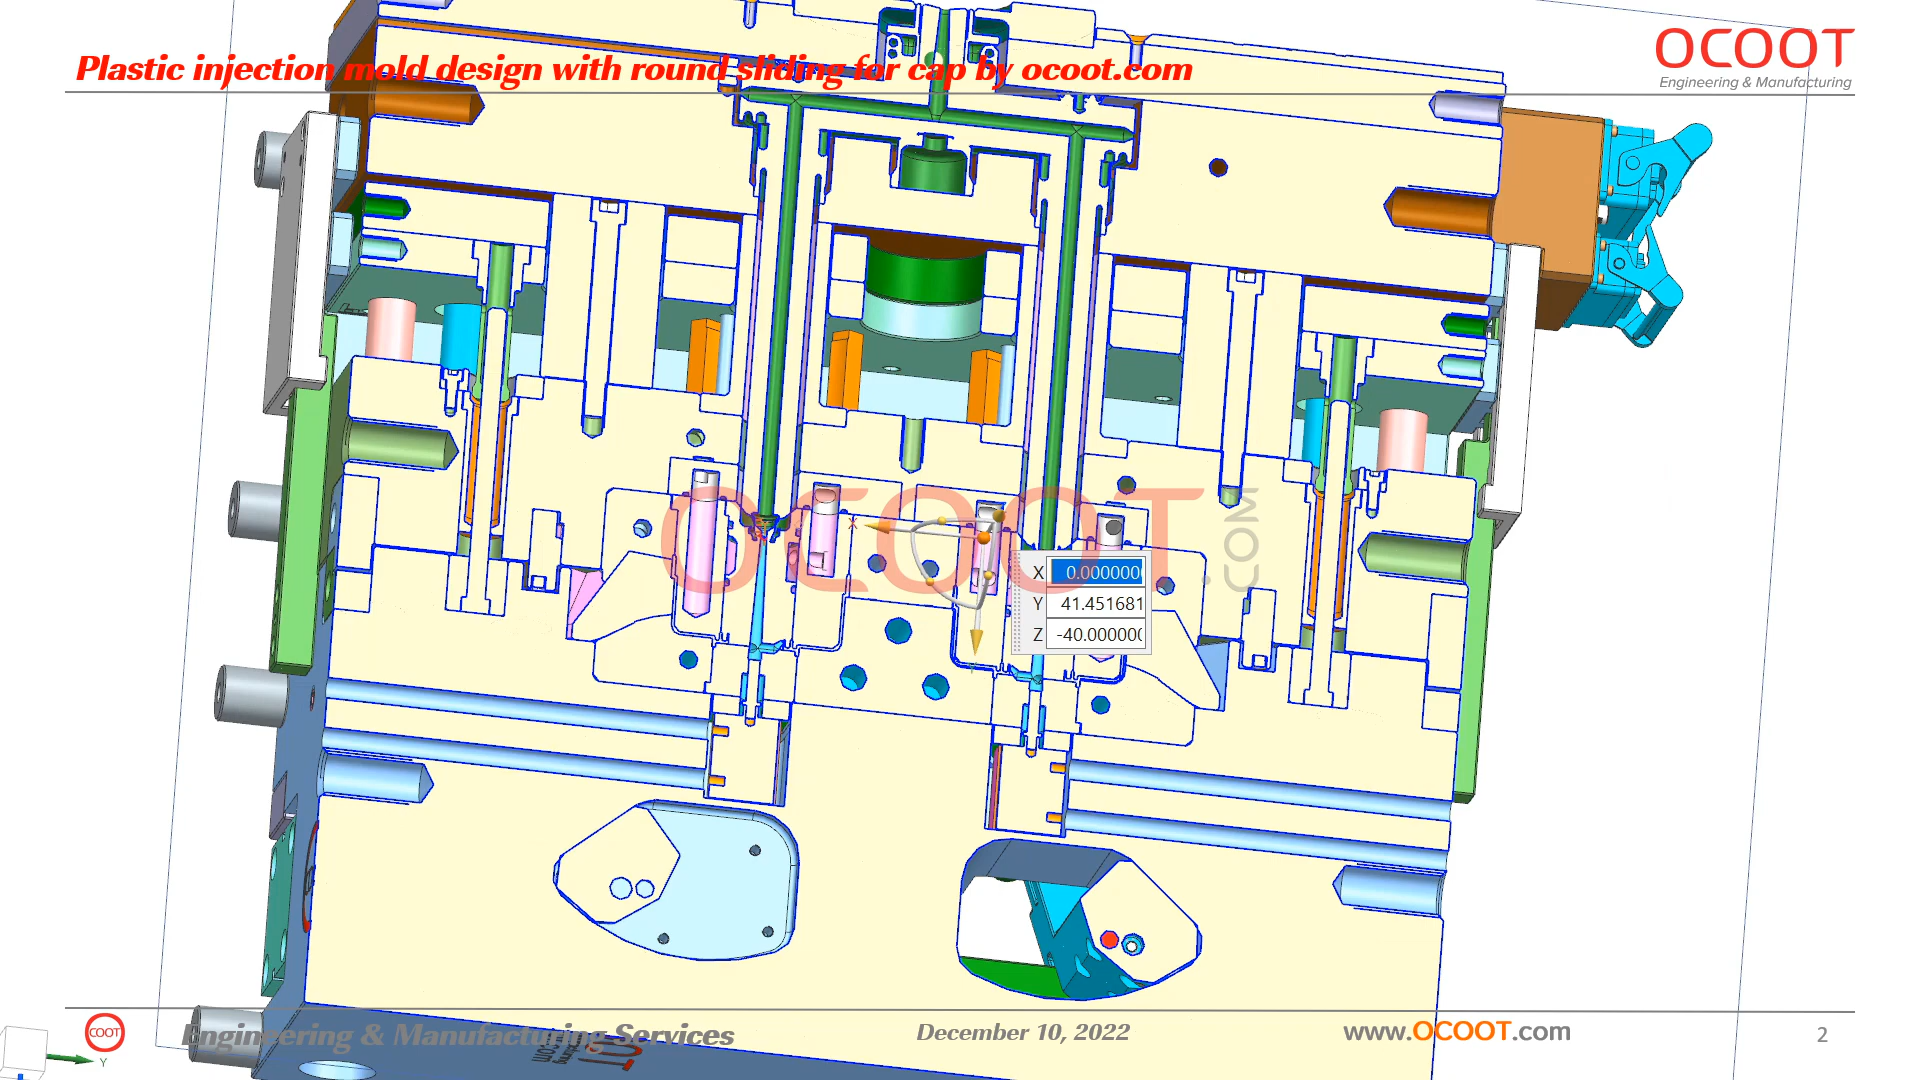 Plastic injection mold design with round sliding for cap by ocoot.com
OCOOT
Engineering & Manufacturing
OCOOT
.COM
X
X 0.000000
Y 41.451681
Z -40.000000
COOT
Engineering & Manufacturing Services
December 10, 2022
www.OCOOT.com
2
Y